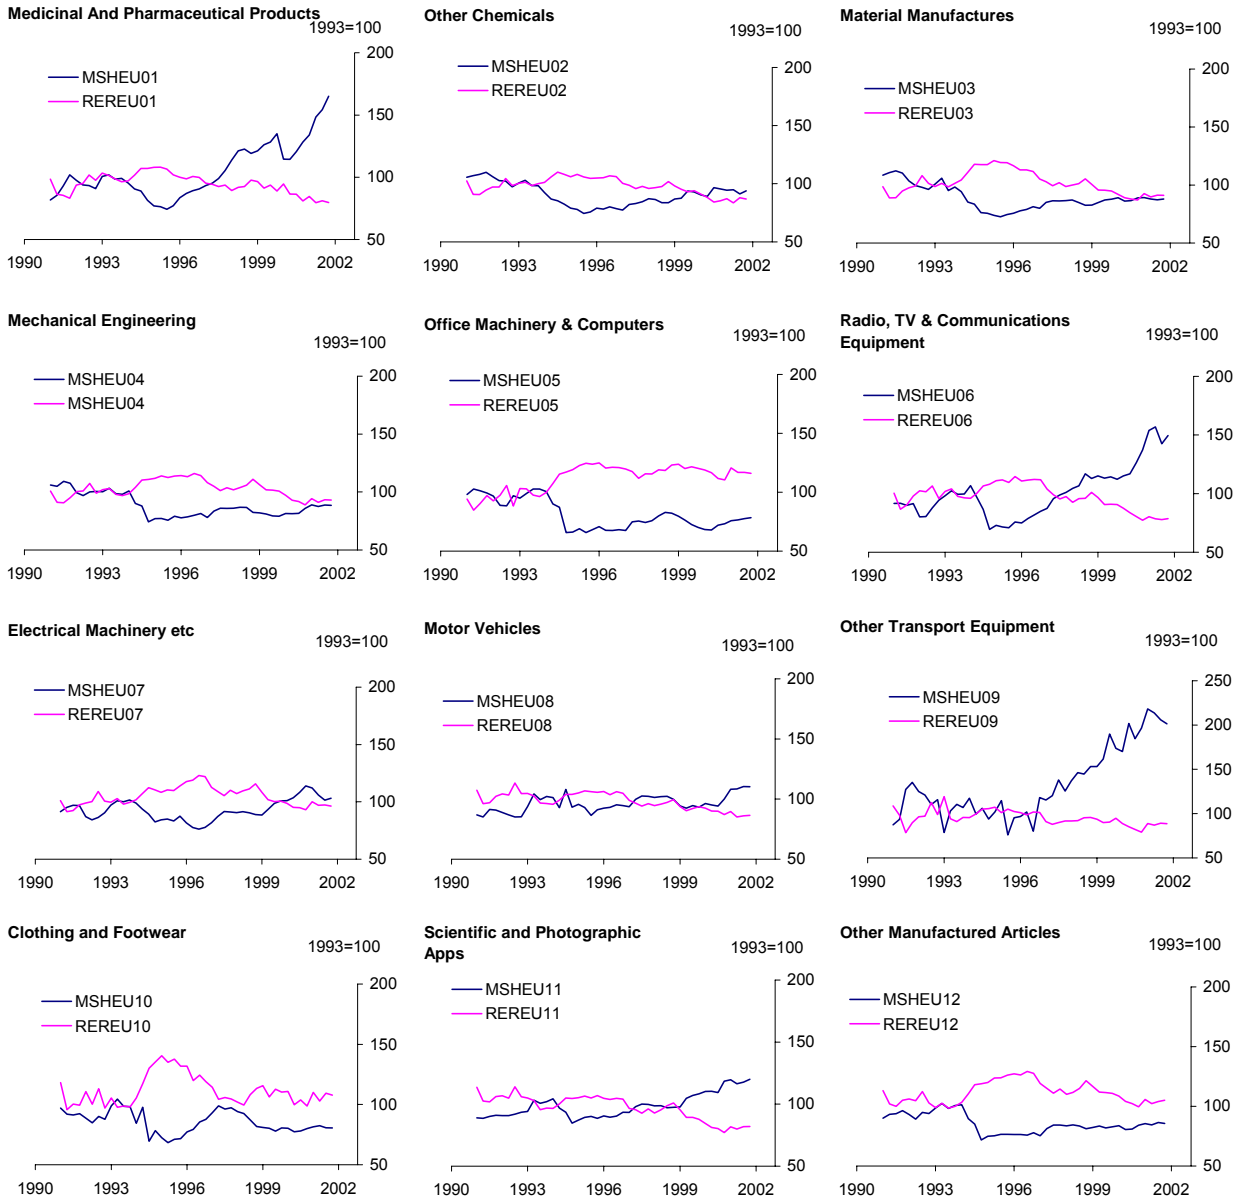 Medicinal And Pharmaceutical Products
1993=100
200
MSHEU01
REREU01
150
100
50
1990 1993 1996 1999 2002
Other Chemicals
1993=100
200
MSHEU02
REREU02
150
100
50
1990 1993 1996 1999 2002
Material Manufactures
1993=100
200
MSHEU03
REREU03
150
100
50
1990 1993 1996 1999 2002
Mechanical Engineering
1993=100
200
MSHEU04
MSHEU04
150
100
50
1990 1993 1996 1999 2002
Office Machinery & Computers
1993=100
200
MSHEU05
REREU05
150
100
50
1990 1993 1996 1999 2002
Radio, TV & Communications
Equipment
1993=100
200
MSHEU06
REREU06
150
100
50
1990 1993 1996 1999 2002
Electrical Machinery etc
1993=100
200
MSHEU07
REREU07
150
100
50
1990 1993 1996 1999 2002
Motor Vehicles
1993=100
200
MSHEU08
REREU08
150
100
50
1990 1993 1996 1999 2002
Other Transport Equipment
1993=100
250
MSHEU09
REREU09
200
150
100
50
1990 1993 1996 1999 2002
Clothing and Footwear
1993=100
200
MSHEU10
REREU10
150
100
50
1990 1993 1996 1999 2002
Scientific and Photographic
Apps
1993=100
200
MSHEU11
REREU11
150
100
50
1990 1993 1996 1999 2002
Other Manufactured Articles
1993=100
200
MSHEU12
REREU12
150
100
50
1990 1993 1996 1999 2002